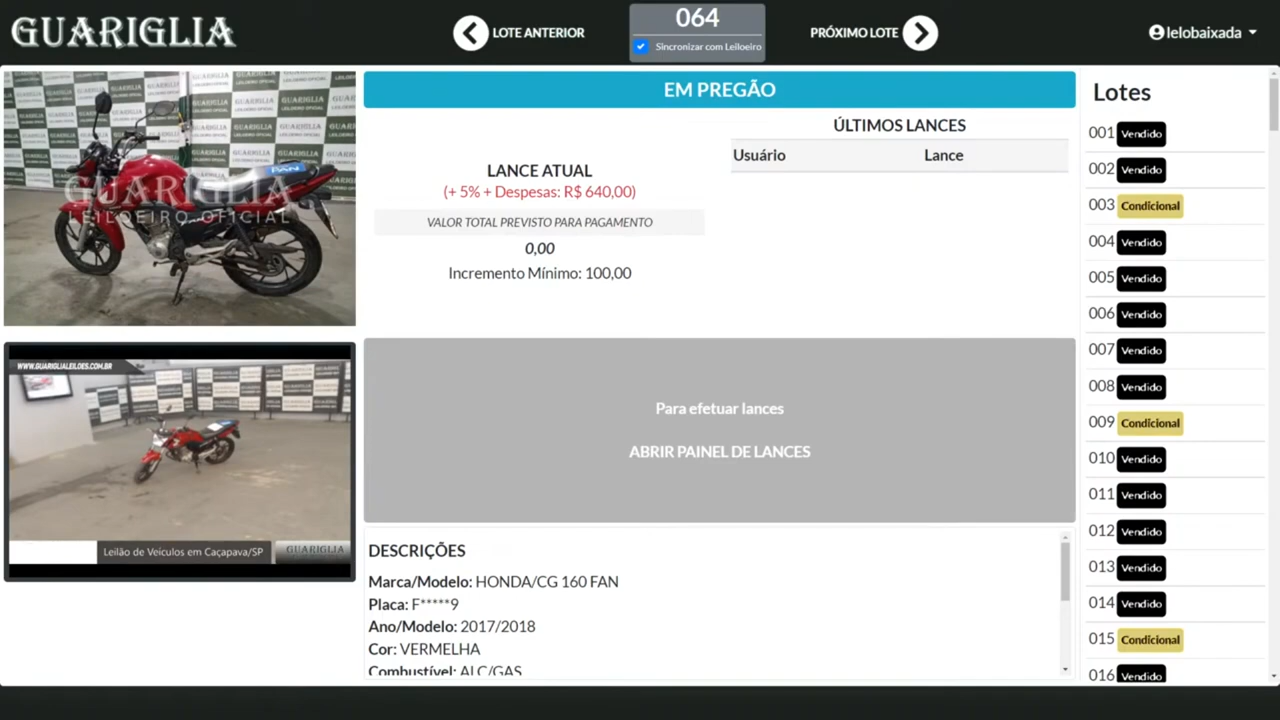 GUARIGLIA
LOTE ANTERIOR
064
Sincronizar com Leiloeiro
PRÓXIMO LOTE
lelobaixada
GUARIGLIA
LEILOEIRO OFICIAL
PAN
WWW.GUARIGLIALEILOES.COM.BR
Leilão de Veiculos em Caçapava/SP
GUARIGLIA
EM PREGÃO
LANCE ATUAL
(+ 5% + Despesas: R$ 640,00)
VALOR TOTAL PREVISTO PARA PAGAMENTO
0,00
Incremento Mínimo: 100,00
ÚLTIMOS LANCES
Usuário Lance
Para efetuar lances
ABRIR PAINEL DE LANCES
DESCRIÇÕES
Marca/Modelo: HONDA/CG 160 FAN
Placa: F*****9
Ano/Modelo: 2017/2018
Cor: VERMELHA
Combustível: ALC/GAS
Lotes
001 Vendido
002 Vendido
003 Condicional
004 Vendido
005 Vendido
006 Vendido
007 Vendido
008 Vendido
009 Condicional
010 Vendido
011 Vendido
012 Vendido
013 Vendido
014 Vendido
015 Condicional
016 Vendido